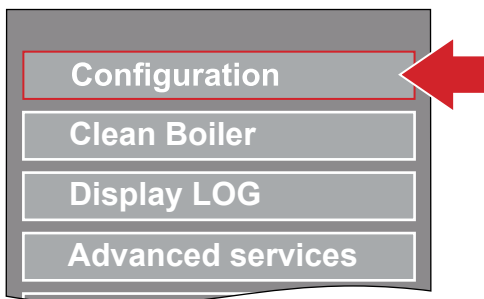 Configuration
Clean Boiler
Display LOG
Advanced services